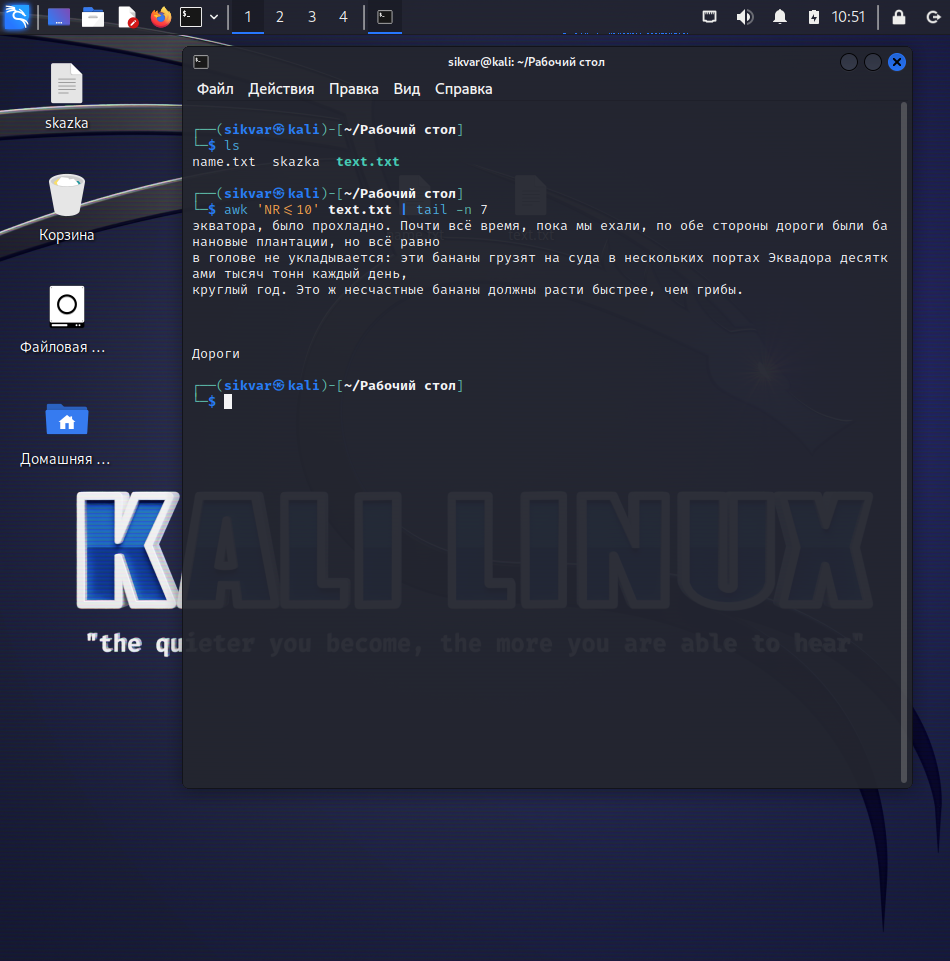 1 2 3 4 10:51
sikvar@kali: ~/Рабочий стол
Файл Действия Правка Вид Справка
skazka
Корзина
Файловая ...
Домашняя ...
┌──(sikvar㉿kali)-[~/Рабочий стол]
└─$ ls
name.txt skazka text.txt
┌──(sikvar㉿kali)-[~/Рабочий стол]
└─$ awk 'NR<=10' text.txt | tail -n 7
экватора, было прохладно. Почти всё время, пока мы ехали, по обе стороны дороги были ба
нановые плантации, но всё равно
в голове не укладывается: эти бананы грузят на суда в нескольких портах Эквадора десятк
ами тысяч тонн каждый день,
круглый год. Это ж несчастные бананы должны расти быстрее, чем грибы.
Дороги
┌──(sikvar㉿kali)-[~/Рабочий стол]
└─$
KALI LINUX
"the quieter you become, the more you are able to hear"